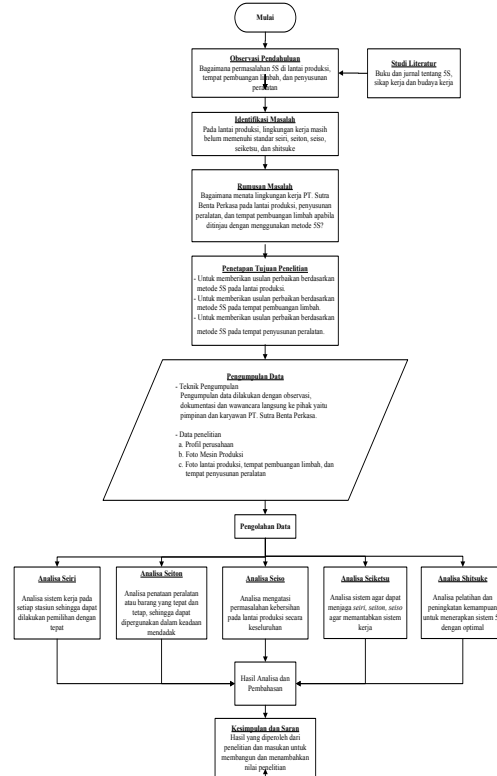 Mulai
Observasi Pendahuluan
Bagaimana permasalahan 5S di lantai produksi,
tempat pembuangan limbah, dan penyusunan
peralatan
Studi Literatur
Buku dan jurnal tentang 5S,
sikap kerja dan budaya kerja
Identifikasi Masalah
Pada lantai produksi, lingkungan kerja masih
belum memenuhi standar seiri, seiton, seiso,
seiketsu, dan shitsuke
Rumusan Masalah
Bagaimana menata lingkungan kerja PT. Sutra
Benta Perkasa pada lantai produksi, penyusunan
peralatan, dan tempat pembuangan limbah apabila
ditinjau dengan menggunakan metode 5S?
Penetapan Tujuan Penelitian
- Untuk memberikan usulan perbaikan berdasarkan
metode 5S pada lantai produksi.
- Untuk memberikan usulan perbaikan berdasarkan
metode 5S pada tempat pembuangan limbah.
- Untuk memberikan usulan perbaikan berdasarkan
metode 5S pada tempat penyusunan peralatan.
Pengumpulan Data
- Teknik Pengumpulan
Pengumpulan data dilakukan dengan observasi,
dokumentasi dan wawancara langsung ke pihak yaitu
pimpinan dan karyawan PT. Sutra Benta Perkasa.
- Data penelitian
a. Profil perusahaan
b. Foto Mesin Produksi
c. Foto lantai produksi, tempat pembuangan limbah, dan
tempat penyusunan peralatan
Pengolahan Data
Analisa Seiri
Analisa sistem kerja pada
setiap stasiun sehingga dapat
dilakukan pemilihan dengan
tepat
Analisa Seiton
Analisa penataan peralatan
atau barang yang tepat dan
tetap, sehingga dapat
dipergunakan dalam keadaan
mendadak
Analisa Seiso
Analisa mengatasi
permasalahan kebersihan
pada lantai produksi secara
keseluruhan
Analisa Seiketsu
Analisa sistem agar dapat
menjaga seiri, seiton, seiso
agar memantabkan sistem
kerja
Analisa Shitsuke
Analisa pelatihan dan
peningkatan kemampuan
untuk menerapkan sistem 5S
dengan optimal
Hasil Analisa dan
Pembahasan
Kesimpulan dan Saran
Hasil yang diperoleh dari
penelitian dan masukan untuk
membangun dan menambahkan
nilai penelitian